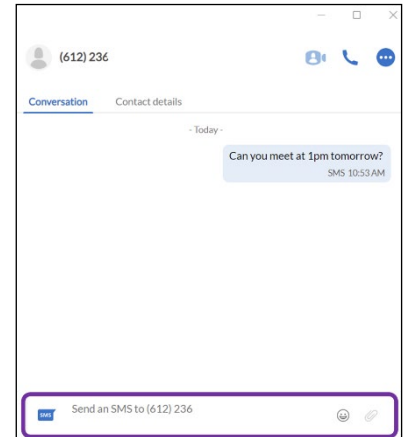 (612) 236
Conversation Contact details
- Today -
Can you meet at 1pm tomorrow?
SMS 10:53 AM
SMS Send an SMS to (612) 236